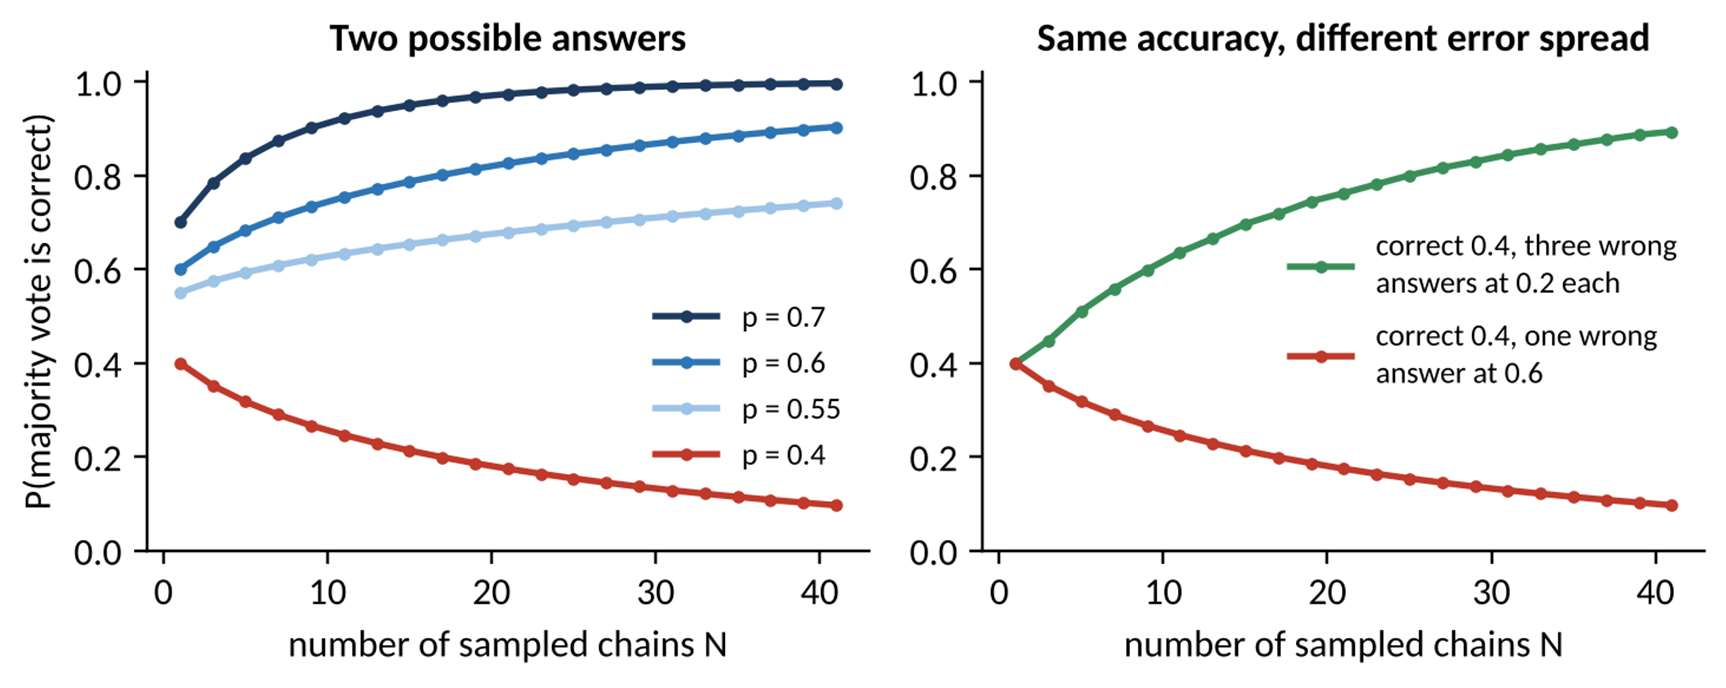 Two possible answers
P(majority vote is correct)
1.0
0.8
0.6
0.4
0.2
0.0
0
10
20
30
40
number of sampled chains N
p = 0.7
p = 0.6
p = 0.55
p = 0.4
Same accuracy, different error spread
1.0
0.8
0.6
0.4
0.2
0.0
0
10
20
30
40
number of sampled chains N
correct 0.4, three wrong
answers at 0.2 each
correct 0.4, one wrong
answer at 0.6